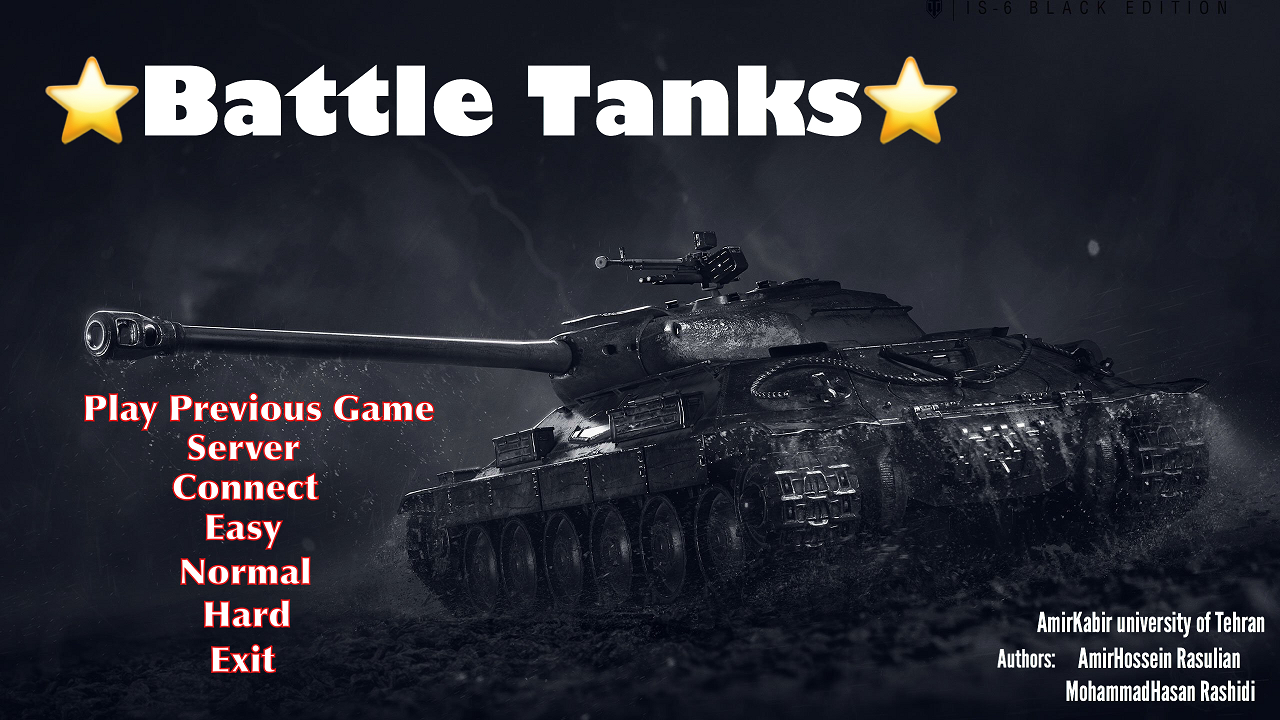 IS-6 BLACK EDITION
⭐Battle Tanks⭐
Play Previous Game
Server
Connect
Easy
Normal
Hard
Exit
AmirKabir university of Tehran
Authors: AmirHossein Rasulian
MohammadHasan Rashidi